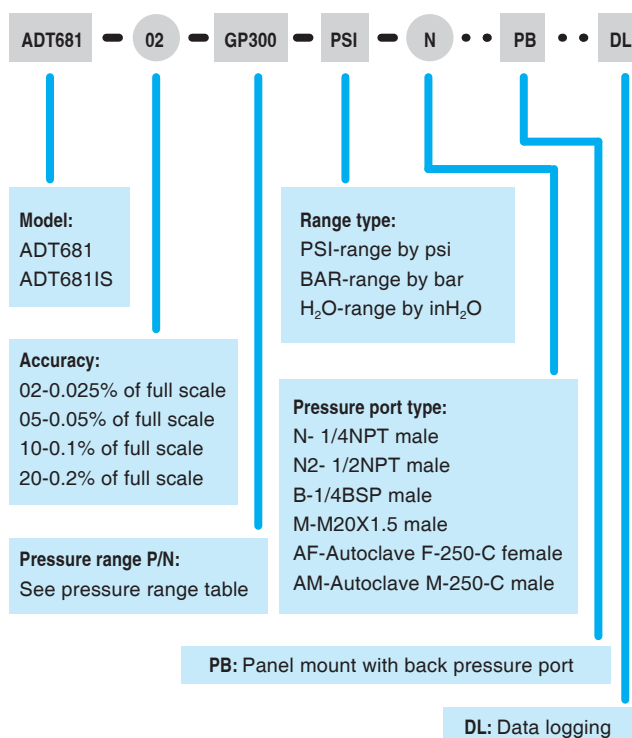 ADT681 02 GP300 PSI N PB DL
Model:
ADT681
ADT681IS
Range type:
PSI-range by psi
BAR-range by bar
H₂O-range by inH₂O
Accuracy:
02-0.025% of full scale
05-0.05% of full scale
10-0.1% of full scale
20-0.2% of full scale
Pressure port type:
N- 1/4NPT male
N2- 1/2NPT male
B-1/4BSP male
M-M20X1.5 male
AF-Autoclave F-250-C female
AM-Autoclave M-250-C male
Pressure range P/N:
See pressure range table
PB: Panel mount with back pressure port
DL: Data logging